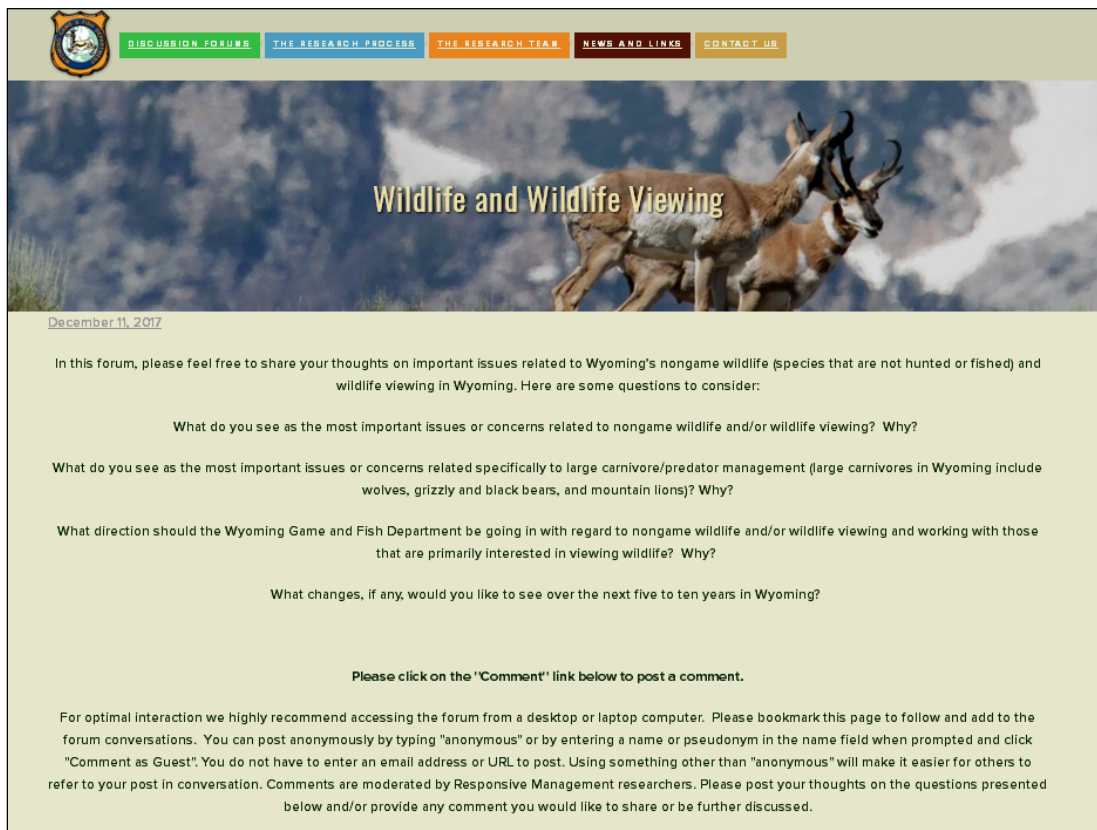 DISCUSSION FORUMS THE RESEARCH PROCESS THE RESEARCH TEAM NEWS AND LINKS CONTACT US
Wildlife and Wildlife Viewing
December 11, 2017
In this forum, please feel free to share your thoughts on important issues related to Wyoming's nongame wildlife (species that are not hunted or fished) and
wildlife viewing in Wyoming. Here are some questions to consider:
What do you see as the most important issues or concerns related to nongame wildlife and/or wildlife viewing?  Why?
What do you see as the most important issues or concerns related specifically to large carnivore/predator management (large carnivores in Wyoming include
wolves, grizzly and black bears, and mountain lions)? Why?
What direction should the Wyoming Game and Fish Department be going in with regard to nongame wildlife and/or wildlife viewing and working with those
that are primarily interested in viewing wildlife?  Why?
What changes, if any, would you like to see over the next five to ten years in Wyoming?
Please click on the "Comment" link below to post a comment.
For optimal interaction we highly recommend accessing the forum from a desktop or laptop computer.  Please bookmark this page to follow and add to the
forum conversations.  You can post anonymously by typing "anonymous" or by entering a name or pseudonym in the name field when prompted and click
"Comment as Guest". You do not have to enter an email address or URL to post. Using something other than "anonymous" will make it easier for others to
refer to your post in conversation. Comments are moderated by Responsive Management researchers. Please post your thoughts on the questions presented
below and/or provide any comment you would like to share or be further discussed.